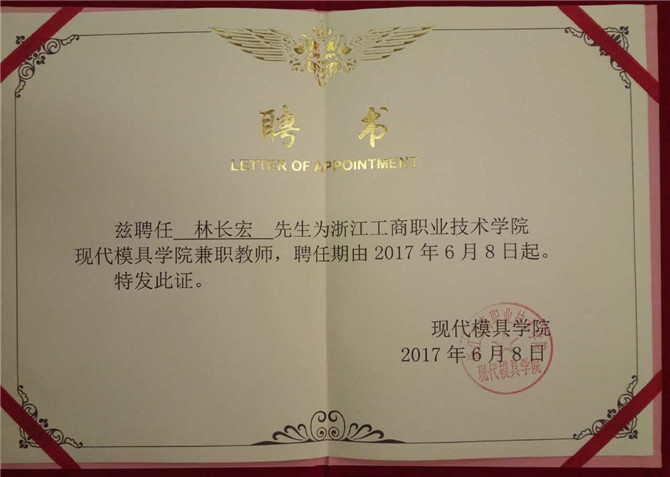 聘书
LETTER OF APPOINTMENT
兹聘任 林长宏 先生为浙江工商职业技术学院
现代模具学院兼职教师，聘任期由2017年6月8日起。
特发此证。
现代模具学院
2017年6月8日
现代模具学院